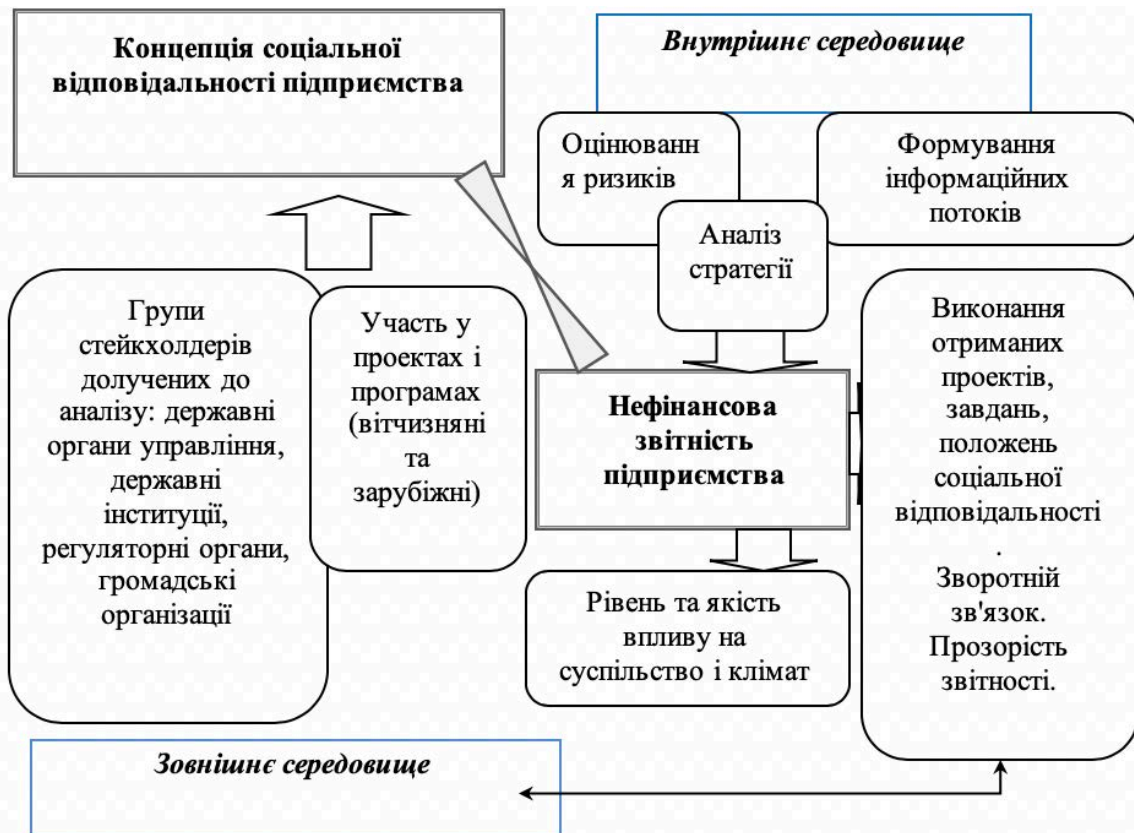 Концепція соціальної
відповідальності підприємства
Внутрішнє середовище
Оцінюванн
я ризиків
Формування
інформаційних
потоків
Аналіз
стратегії
Групи
стейкхолдерів
долучених до
аналізу: державні
органи управління,
державні
інституції,
регуляторні органи,
громадські
організації
Участь у
проектах і
програмах
(вітчизняні
та
зарубіжні)
Нефінансова
звітність
підприємства
Виконання
отриманих
проектів,
завдань,
положень
соціальної
відповідальності
.
Зворотній
зв'язок.
Прозорість
звітності.
Рівень та якість
впливу на
суспільство і клімат
Зовнішнє середовище